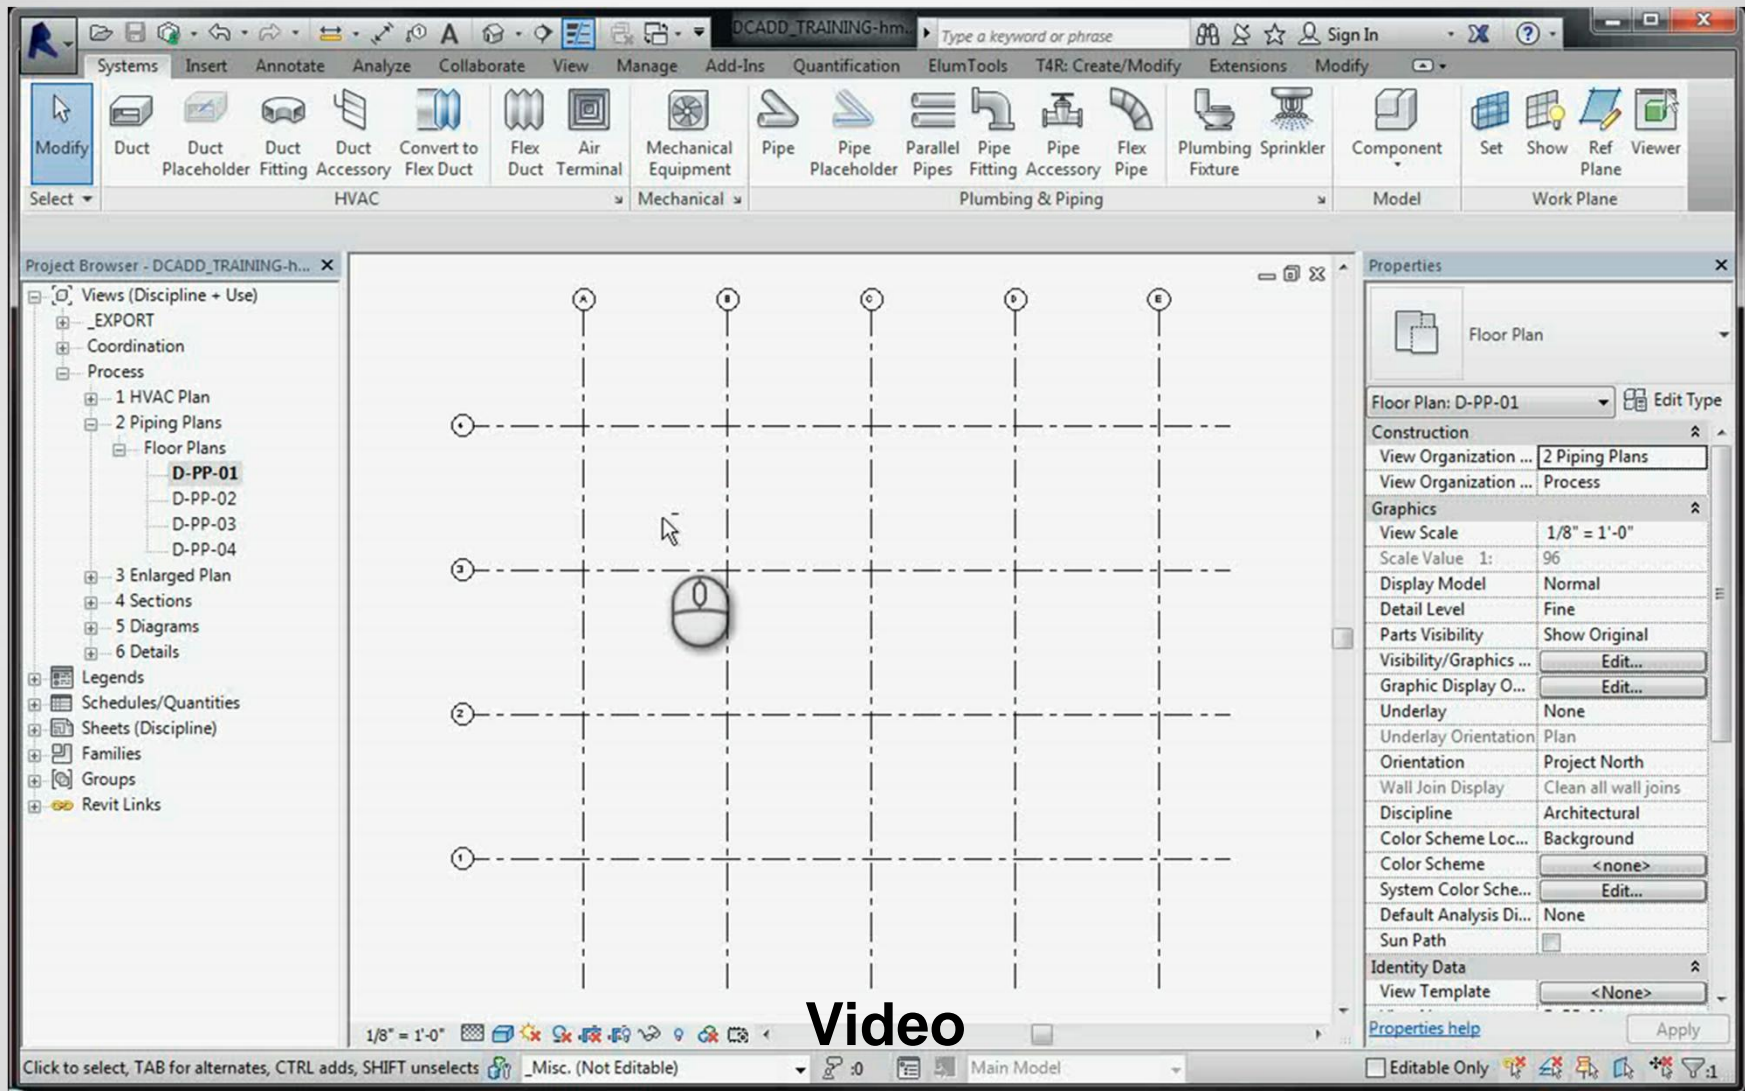 DCADD_TRAINING-hm...
Type a keyword or phrase
Sign In
Systems Insert Annotate Analyze Collaborate View Manage Add-Ins Quantification ElumTools T4R: Create/Modify Extensions Modify
Modify
Duct
Duct Placeholder
Duct Fitting
Duct Accessory
Convert to Flex Duct
Flex Duct
Air Terminal
Mechanical Equipment
Pipe
Pipe Placeholder
Parallel Pipes
Pipe Fitting
Pipe Accessory
Flex Pipe
Plumbing Fixture
Sprinkler
Component
Set
Show
Ref Plane
Viewer
Select HVAC Mechanical Plumbing & Piping Model Work Plane
Project Browser - DCADD_TRAINING-h...
Views (Discipline + Use)
_EXPORT
Coordination
Process
1 HVAC Plan
2 Piping Plans
Floor Plans
D-PP-01
D-PP-02
D-PP-03
D-PP-04
3 Enlarged Plan
4 Sections
5 Diagrams
6 Details
Legends
Schedules/Quantities
Sheets (Discipline)
Families
Groups
Revit Links
A B C D E
4
3
2
1
Properties
Floor Plan
Floor Plan: D-PP-01 Edit Type
Construction
View Organization ... 2 Piping Plans
View Organization ... Process
Graphics
View Scale 1/8" = 1'-0"
Scale Value 1: 96
Display Model Normal
Detail Level Fine
Parts Visibility Show Original
Visibility/Graphics ... Edit...
Graphic Display O... Edit...
Underlay None
Underlay Orientation Plan
Orientation Project North
Wall Join Display Clean all wall joins
Discipline Architectural
Color Scheme Loc... Background
Color Scheme <none>
System Color Sche... Edit...
Default Analysis Di... None
Sun Path
Identity Data
View Template <None>
Properties help Apply
1/8" = 1'-0"
Video
Click to select, TAB for alternates, CTRL adds, SHIFT unselects _Misc. (Not Editable) :0 Main Model Editable Only :1